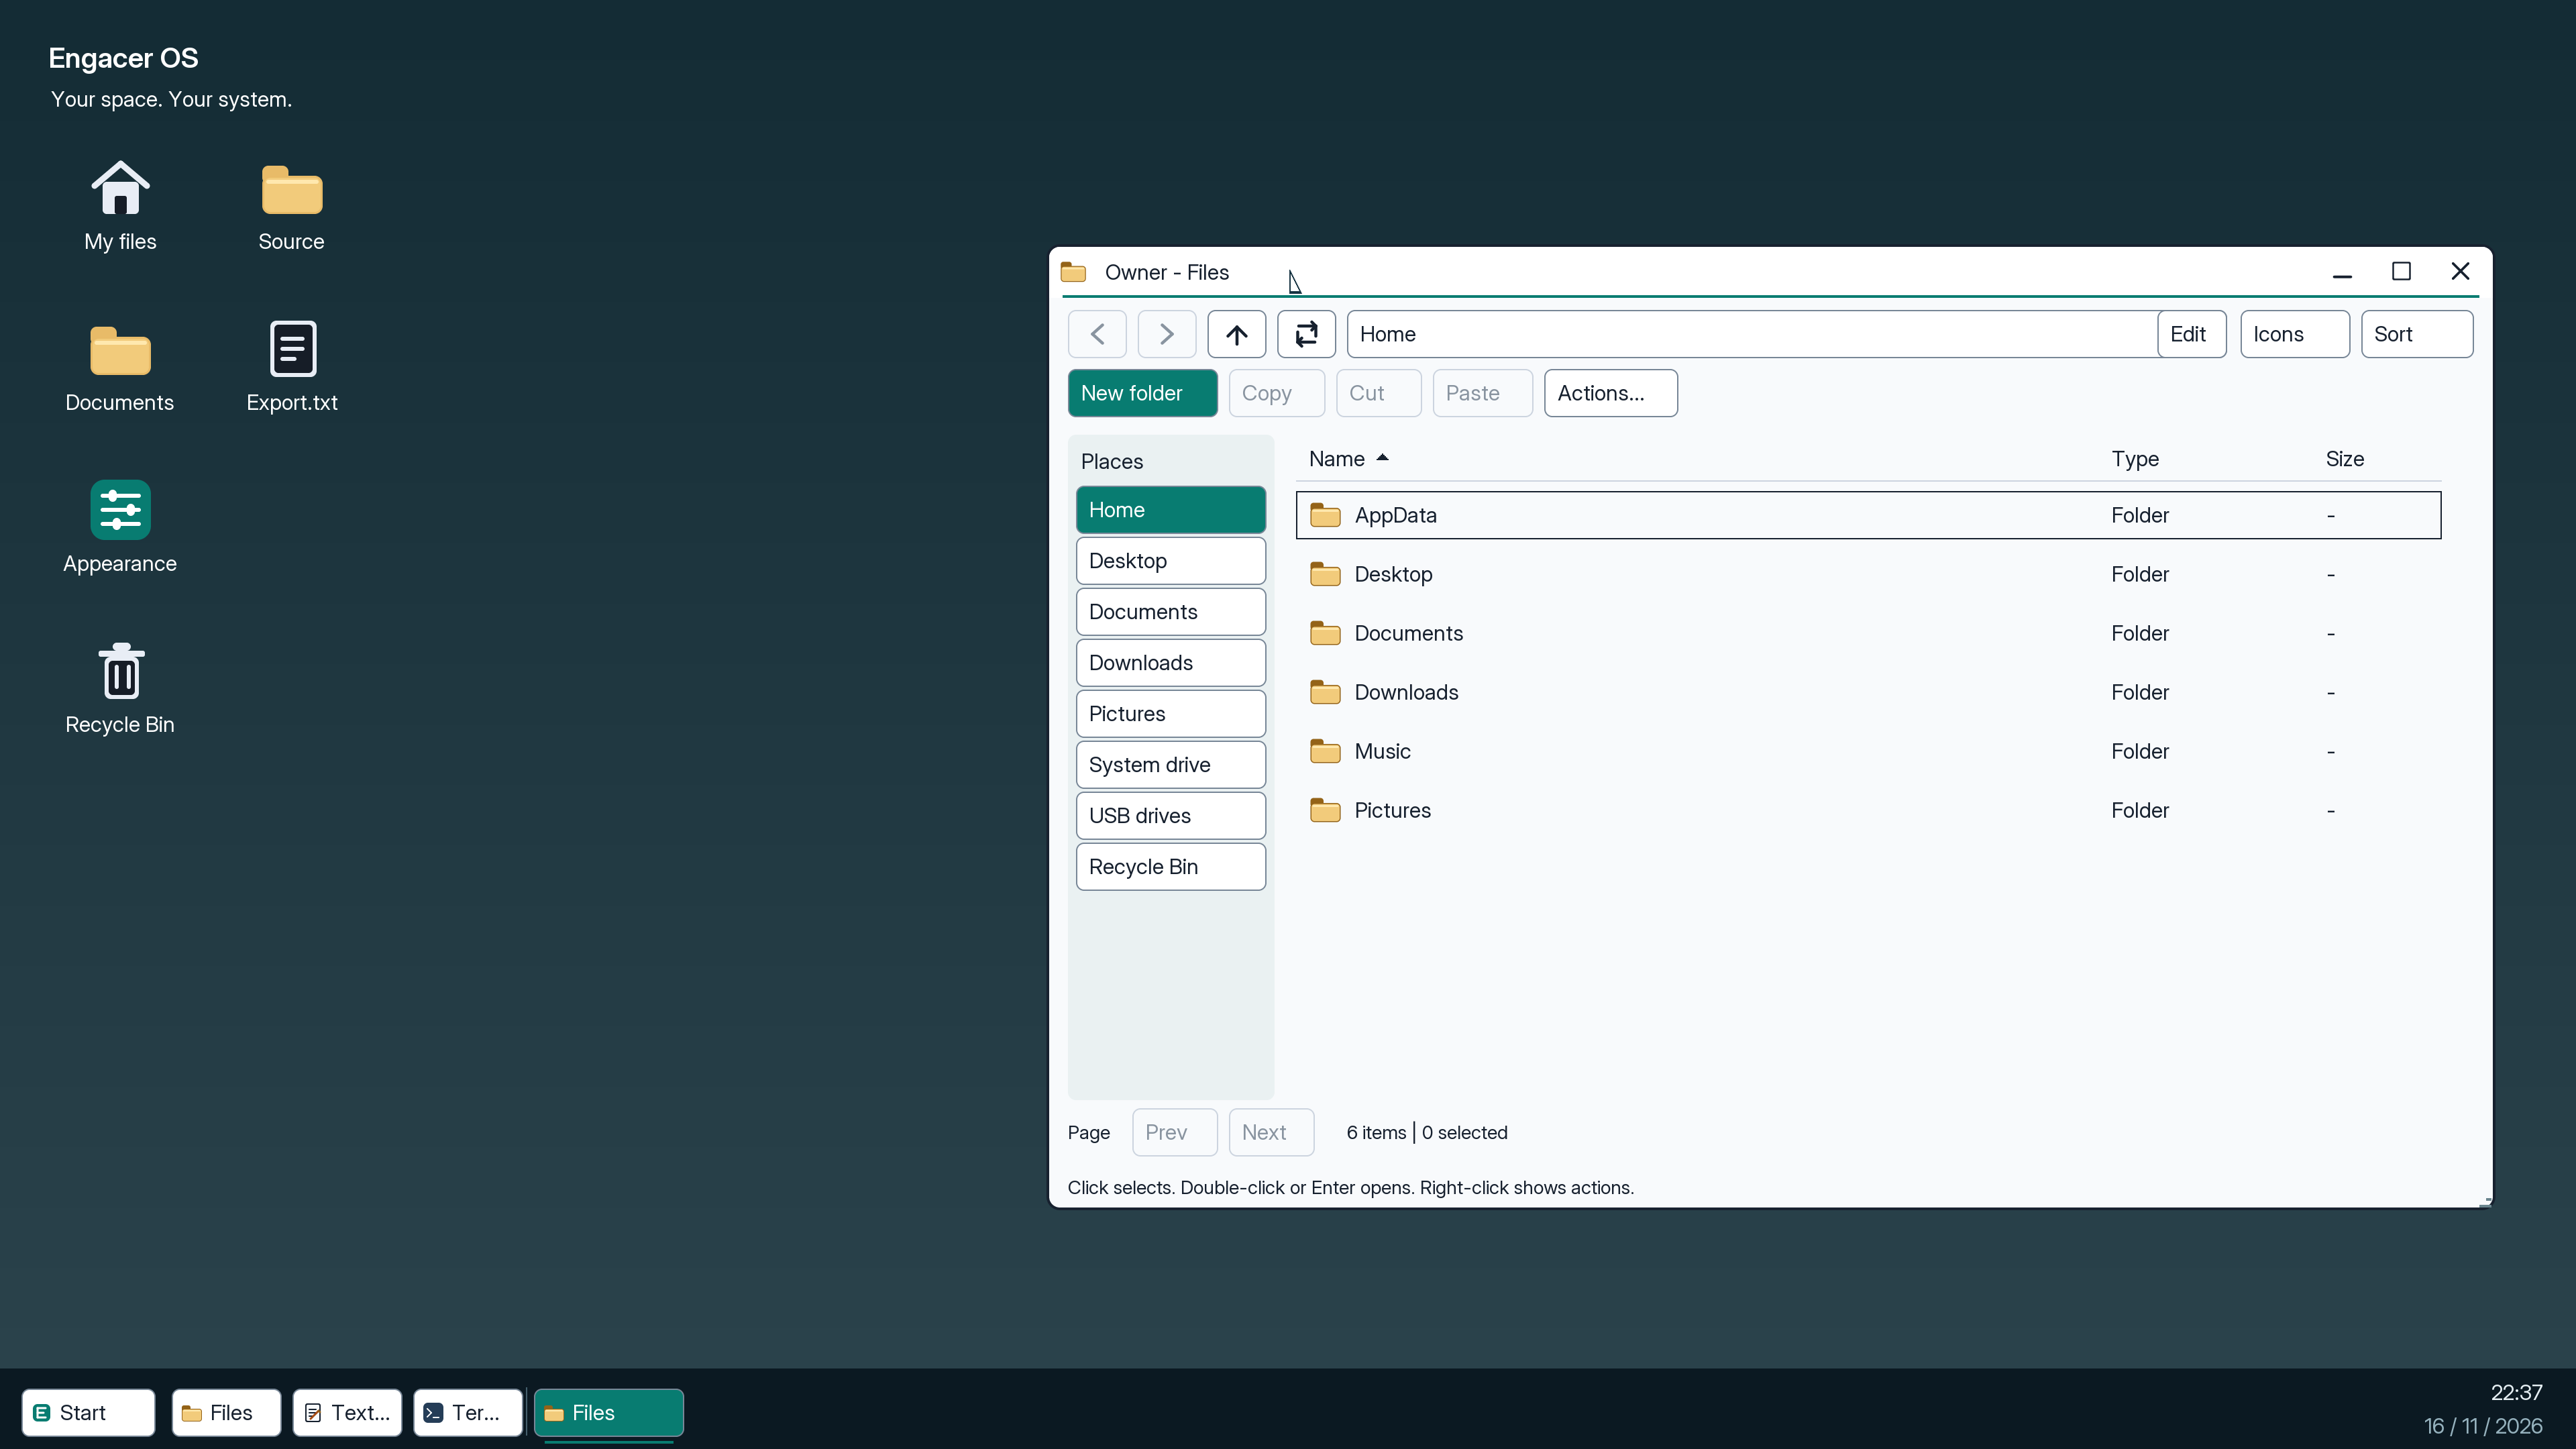 Engacer OS
Your space. Your system.
My files
Source
Documents
Export.txt
Appearance
Recycle Bin
Owner - Files
Home
Edit
Icons
Sort
New folder
Copy
Cut
Paste
Actions...
Places
Home
Desktop
Documents
Downloads
Pictures
System drive
USB drives
Recycle Bin
Name Type Size
AppData Folder -
Desktop Folder -
Documents Folder -
Downloads Folder -
Music Folder -
Pictures Folder -
Page
Prev
Next
6 items | 0 selected
Click selects. Double-click or Enter opens. Right-click shows actions.
Start
Files
Text...
Ter...
Files
22:37
16 / 11 / 2026